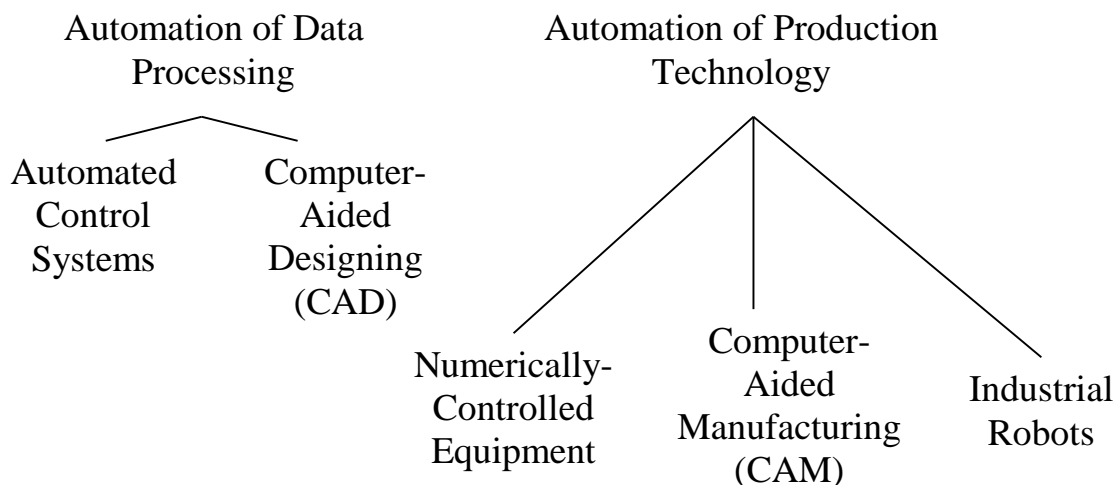 Automation of Data
Processing
Automation of Production
Technology
Automated
Control
Systems
Computer-
Aided
Designing
(CAD)
Numerically-
Controlled
Equipment
Computer-
Aided
Manufacturing
(CAM)
Industrial
Robots